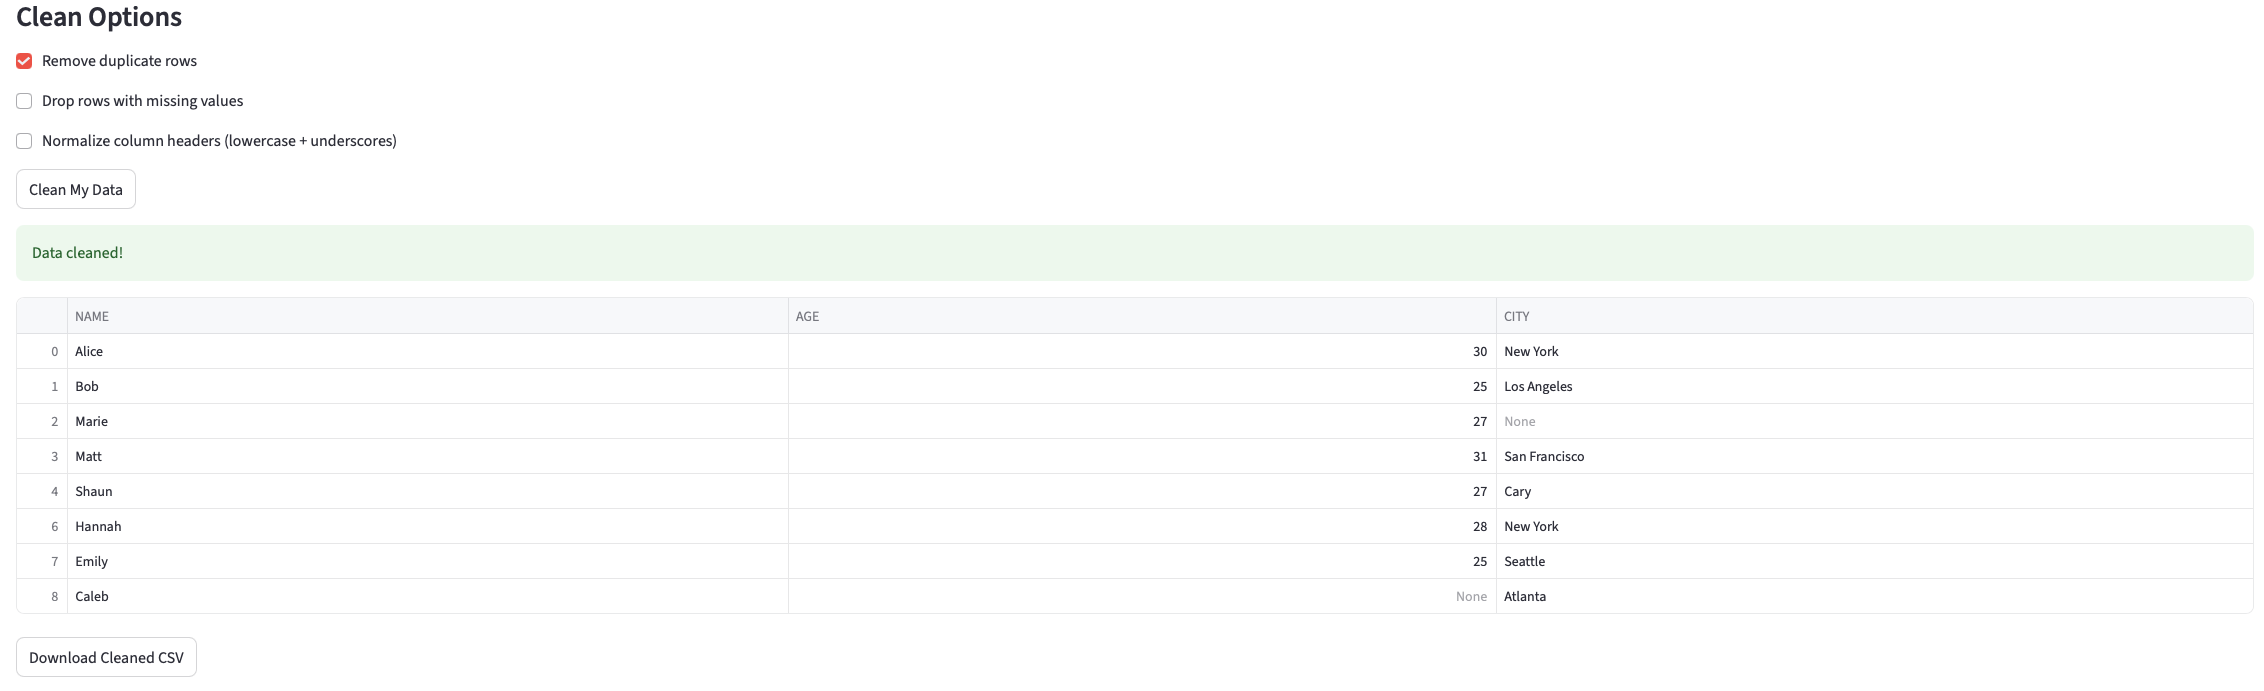 Clean Options
Remove duplicate rows
Drop rows with missing values
Normalize column headers (lowercase + underscores)
Clean My Data
Data cleaned!
NAME AGE CITY
0 Alice 30 New York
1 Bob 25 Los Angeles
2 Marie 27 None
3 Matt 31 San Francisco
4 Shaun 27 Cary
6 Hannah 28 New York
7 Emily 25 Seattle
8 Caleb None Atlanta
Download Cleaned CSV